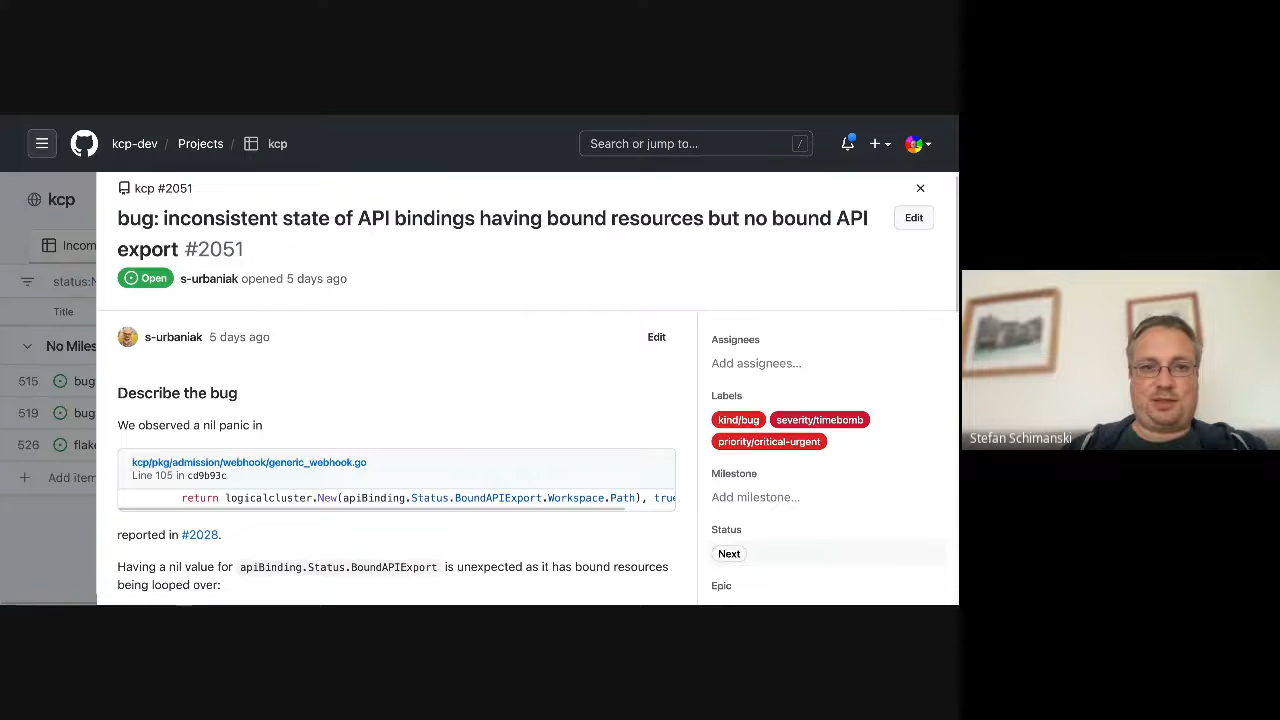 kcp-dev / Projects / kcp
Search or jump to... /
kcp
Incom
status:N
Title
No Miles
515 bug
519 bug
526 flake
Add item
kcp #2051
bug: inconsistent state of API bindings having bound resources but no bound API
export #2051
Edit
Open s-urbaniak opened 5 days ago
s-urbaniak 5 days ago Edit
Describe the bug
We observed a nil panic in
kcp/pkg/admission/webhook/generic_webhook.go
Line 105 in cd9b93c
return logicalcluster.New(apiBinding.Status.BoundAPIExport.Workspace.Path), true
reported in #2028.
Having a nil value for apiBinding.Status.BoundAPIExport is unexpected as it has bound resources
being looped over:
Assignees
Add assignees...
Labels
kind/bug severity/timebomb
priority/critical-urgent
Milestone
Add milestone...
Status
Next
Epic
Stefan Schimanski